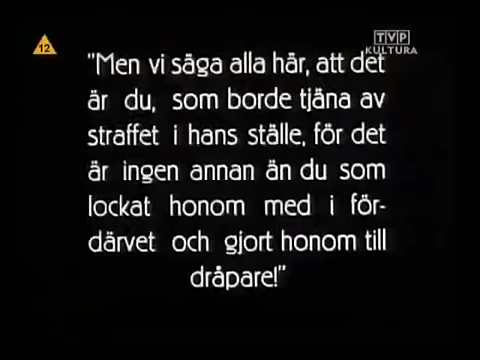 12
TVP
KULTURA
"Men vi säga alla här, att det
är du, som borde tjäna av
straffet i hans ställe, för det
är ingen annan än du som
lockat honom med i för-
därvet och gjort honom till
dråpare!"